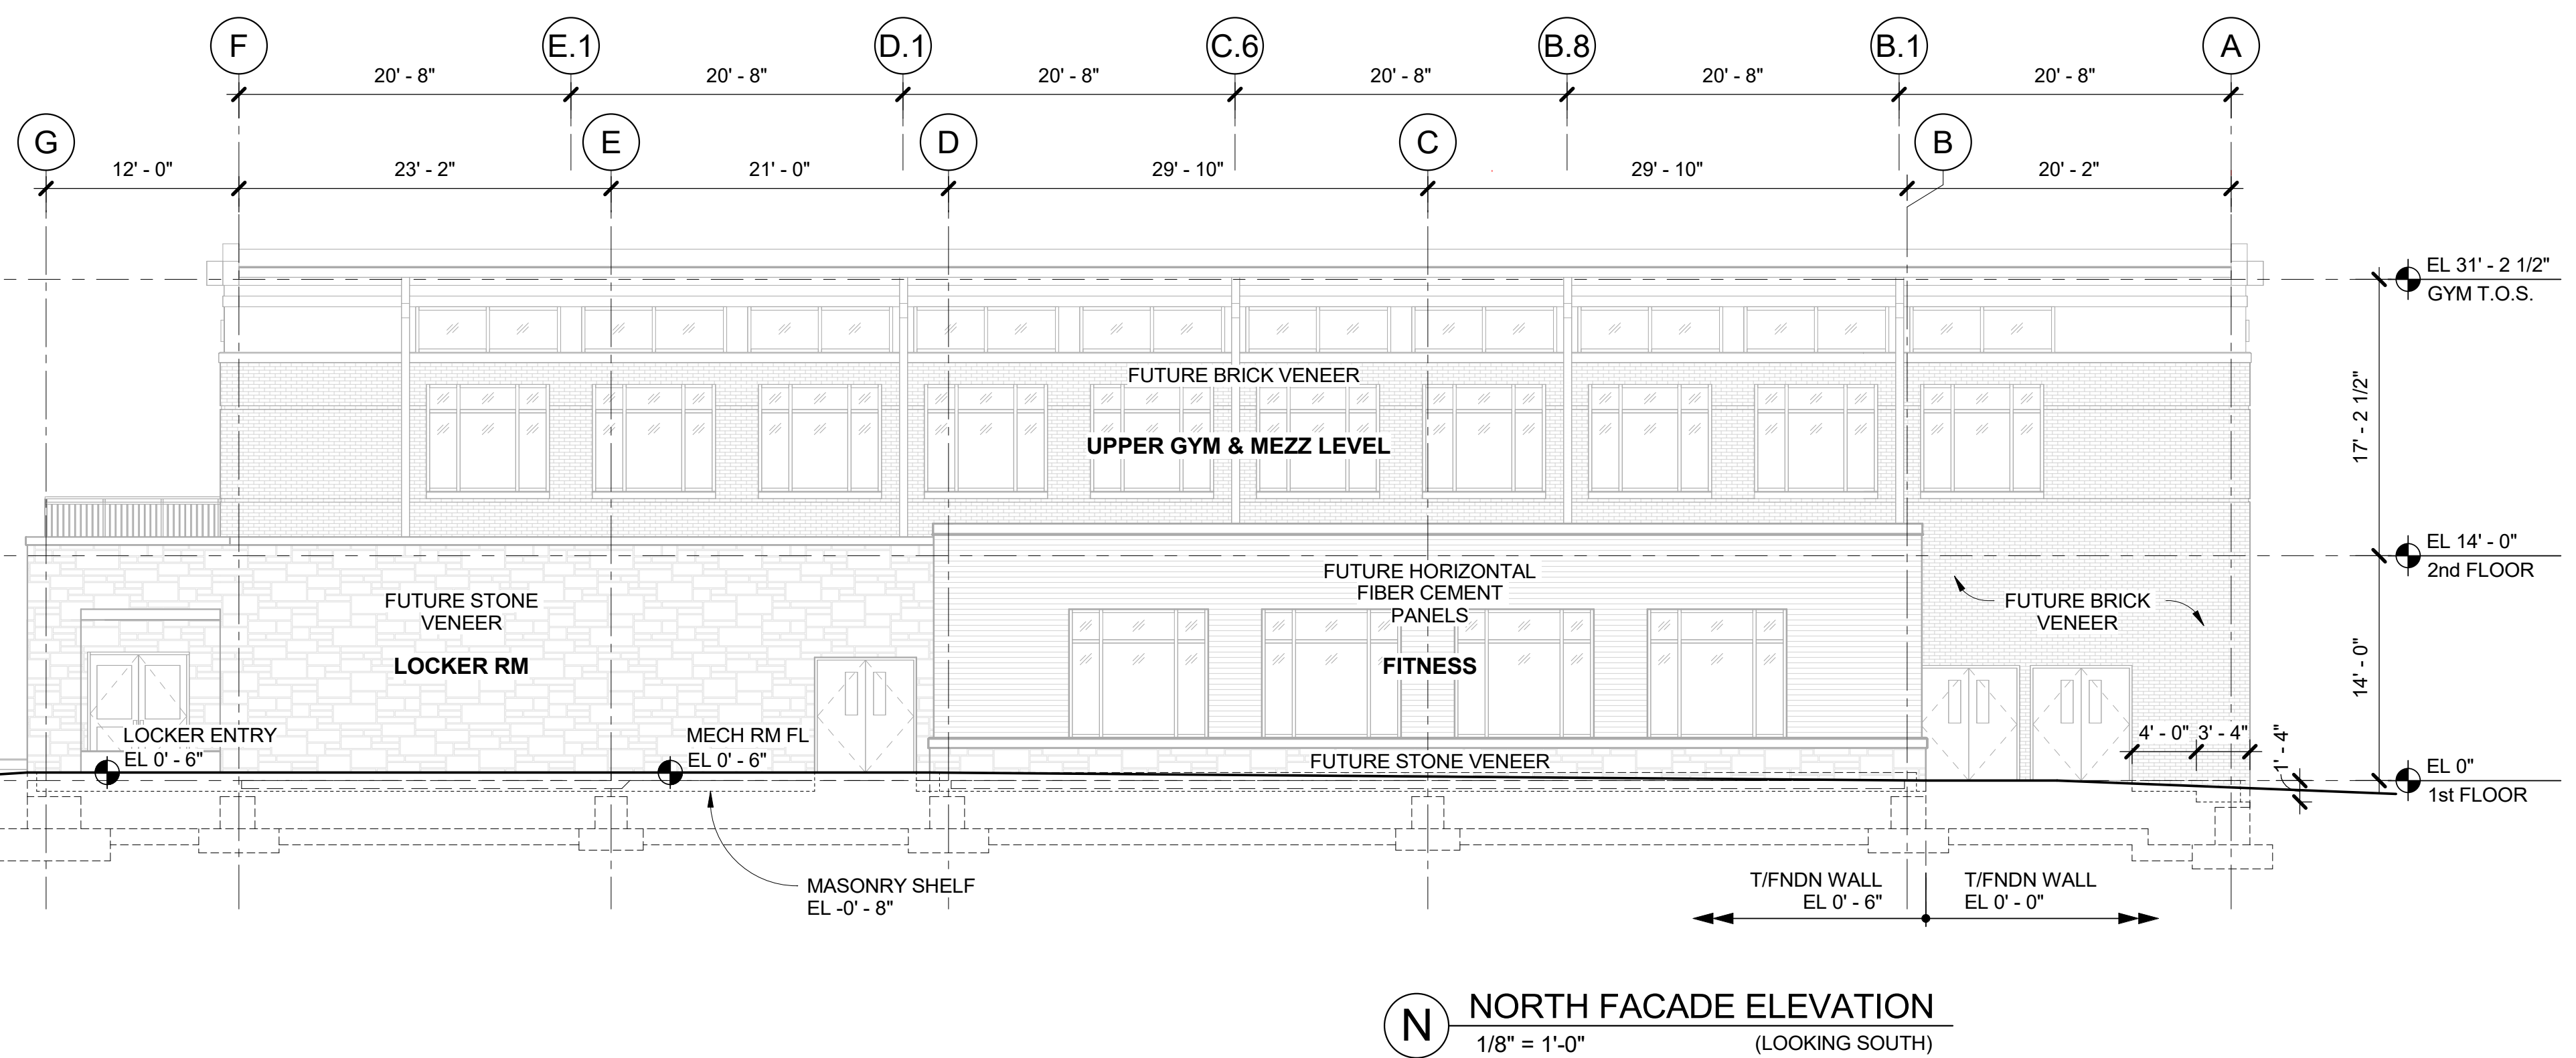 F E.1 D.1 C.6 B.8 B.1 A
20' - 8" 20' - 8" 20' - 8" 20' - 8" 20' - 8" 20' - 8"
G E D C B
12' - 0" 23' - 2" 21' - 0" 29' - 10" 29' - 10" 20' - 2"
EL 31' - 2 1/2"
GYM T.O.S.
17' - 2 1/2"
FUTURE BRICK VENEER
UPPER GYM & MEZZ LEVEL
EL 14' - 0"
2nd FLOOR
14' - 0"
FUTURE STONE
VENEER
LOCKER RM
FUTURE HORIZONTAL
FIBER CEMENT
PANELS
FITNESS
FUTURE BRICK
VENEER
LOCKER ENTRY
EL 0' - 6"
MECH RM FL
EL 0' - 6"
FUTURE STONE VENEER
4' - 0" 3' - 4"
1' - 4"
EL 0"
1st FLOOR
MASONRY SHELF
EL -0' - 8"
T/FNDN WALL
EL 0' - 6"
T/FNDN WALL
EL 0' - 0"
N
NORTH FACADE ELEVATION
1/8" = 1'-0" (LOOKING SOUTH)